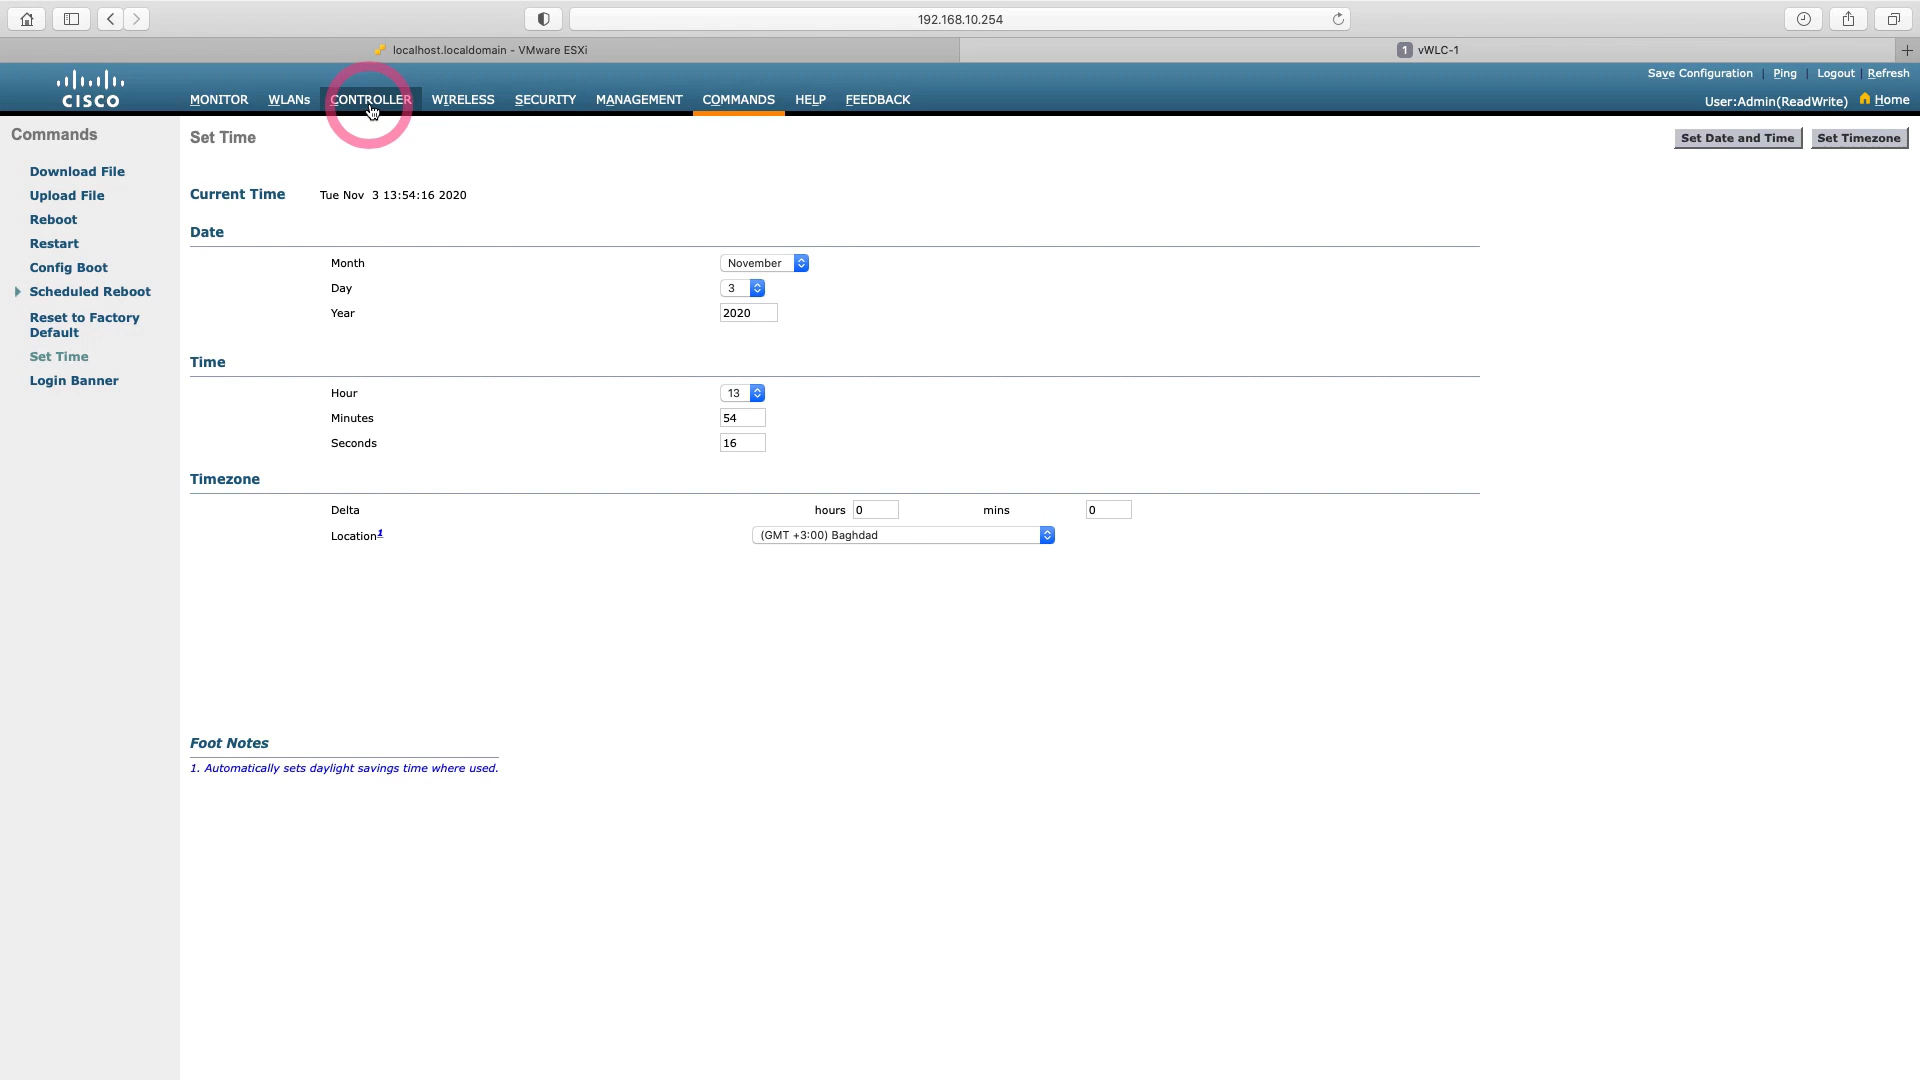 192.168.10.254
localhost.localdomain - VMware ESXi
1 vWLC-1
Save Configuration | Ping | Logout | Refresh
CISCO
MONITOR WLANs CONTROLLER WIRELESS SECURITY MANAGEMENT COMMANDS HELP FEEDBACK
User:Admin(ReadWrite) Home
Commands
Download File
Upload File
Reboot
Restart
Config Boot
Scheduled Reboot
Reset to Factory
Default
Set Time
Login Banner
Set Time
Set Date and Time Set Timezone
Current Time Tue Nov 3 13:54:16 2020
Date
Month November
Day 3
Year 2020
Time
Hour 13
Minutes 54
Seconds 16
Timezone
Delta hours 0 mins 0
Location1 (GMT +3:00) Baghdad
Foot Notes
1. Automatically sets daylight savings time where used.